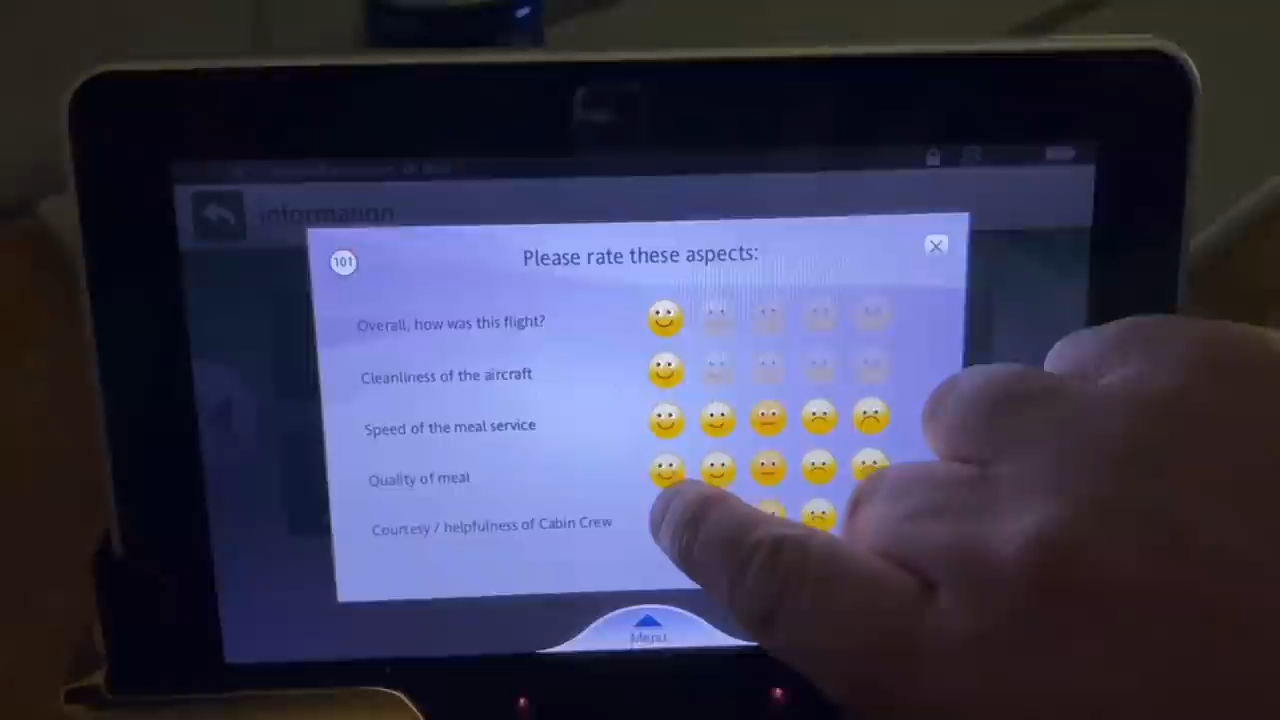 information
101
Please rate these aspects:
Overall, how was this flight?
Cleanliness of the aircraft
Speed of the meal service
Quality of meal
Courtesy / helpfulness of Cabin Crew
Menu